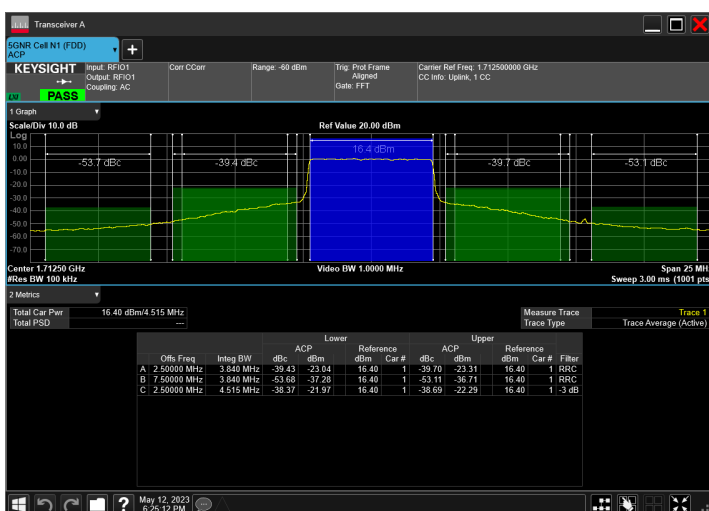 Transceiver A
5GNR Cell N1 (FDD)
ACP
KEYSIGHT
Input: RFIO1
Output: RFIO1
Coupling: AC
Corr CCorr
Range: -60 dBm
Trig: Prot Frame
Aligned
Gate: FFT
Carrier Ref Freq: 1.712500000 GHz
CC Info: Uplink, 1 CC
LNI
PASS
1 Graph
Scale/Div 10.0 dB
Ref Value 20.00 dBm
Log
10.0
0.00
-10.0
-20.0
-30.0
-40.0
-50.0
-60.0
-70.0
-53.7 dBc
-39.4 dBc
16.4 dBm
-39.7 dBc
-53.1 dBc
Center 1.71250 GHz
Video BW 1.0000 MHz
Span 25 MH
#Res BW 100 kHz
Sweep 3.00 ms (1001 pts
2 Metrics
Total Car Pwr 16.40 dBm/4.515 MHz
Total PSD ---
Measure Trace Trace 1
Trace Type Trace Average (Active)
Lower Upper
ACP Reference ACP Reference
Offs Freq Integ BW dBc dBm dBm Car # dBc dBm dBm Car # Filter
A 2.50000 MHz 3.840 MHz -39.43 -23.04 16.40 1 -39.70 -23.31 16.40 1 RRC
B 7.50000 MHz 3.840 MHz -53.68 -37.28 16.40 1 -53.11 -36.71 16.40 1 RRC
C 2.50000 MHz 4.515 MHz -38.37 -21.97 16.40 1 -38.69 -22.29 16.40 1 -3 dB
May 12, 2023
6:25:12 PM